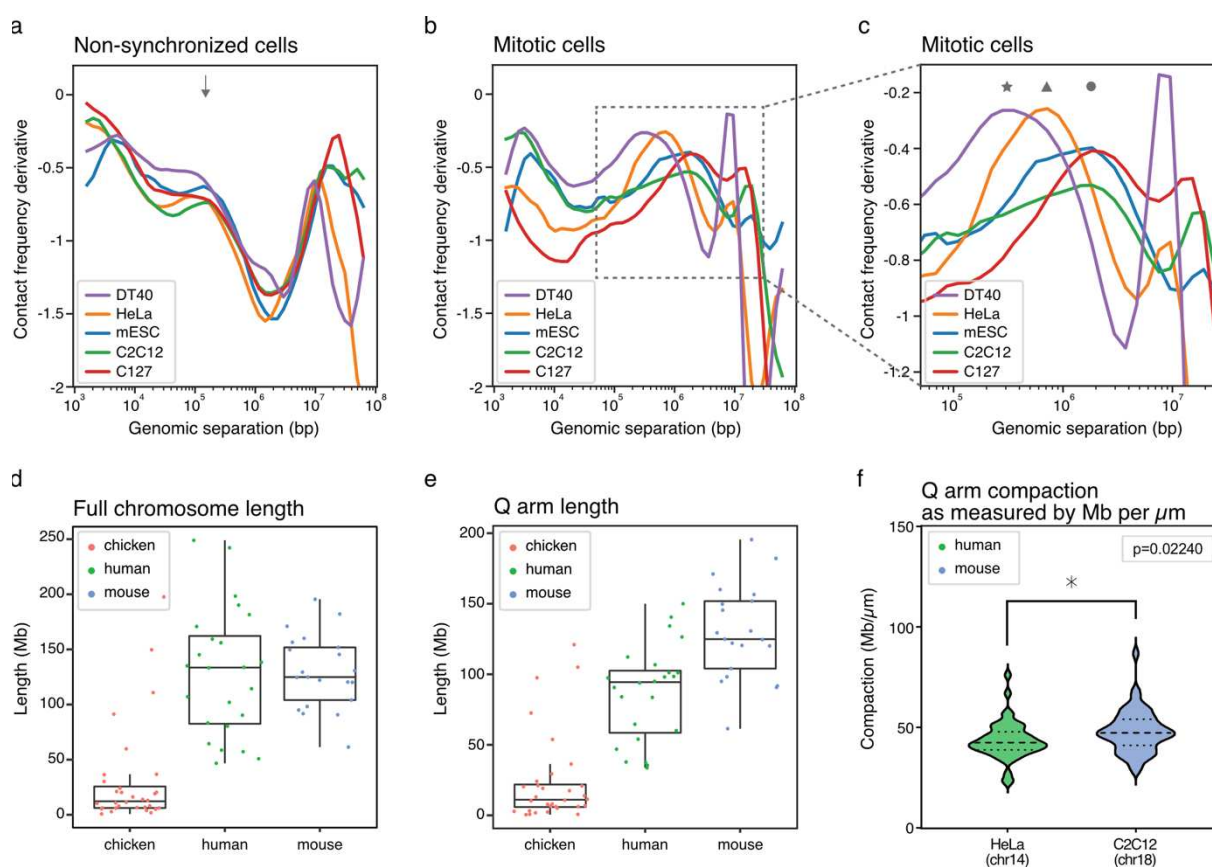 a
Non-synchronized cells
Contact frequency derivative
0
-0.5
-1
-1.5
-2
DT40
HeLa
mESC
C2C12
C127
10³
10⁴
10⁵
10⁶
10⁷
10⁸
Genomic separation (bp)
b
Mitotic cells
Contact frequency derivative
0
-0.5
-1
-1.5
-2
DT40
HeLa
mESC
C2C12
C127
10³
10⁴
10⁵
10⁶
10⁷
10⁸
Genomic separation (bp)
c
Mitotic cells
Contact frequency derivative
-0.2
-0.4
-0.6
-0.8
-1
-1.2
DT40
HeLa
mESC
C2C12
C127
10⁵
10⁶
10⁷
Genomic separation (bp)
d
Full chromosome length
Length (Mb)
250
200
150
100
50
0
chicken
human
mouse
chicken
human
mouse
e
Q arm length
Length (Mb)
200
150
100
50
0
chicken
human
mouse
chicken
human
mouse
f
Q arm compaction
as measured by Mb per µm
Compaction (Mb/µm)
150
100
50
0
human
mouse
p=0.02240
*
HeLa
(chr14)
C2C12
(chr18)